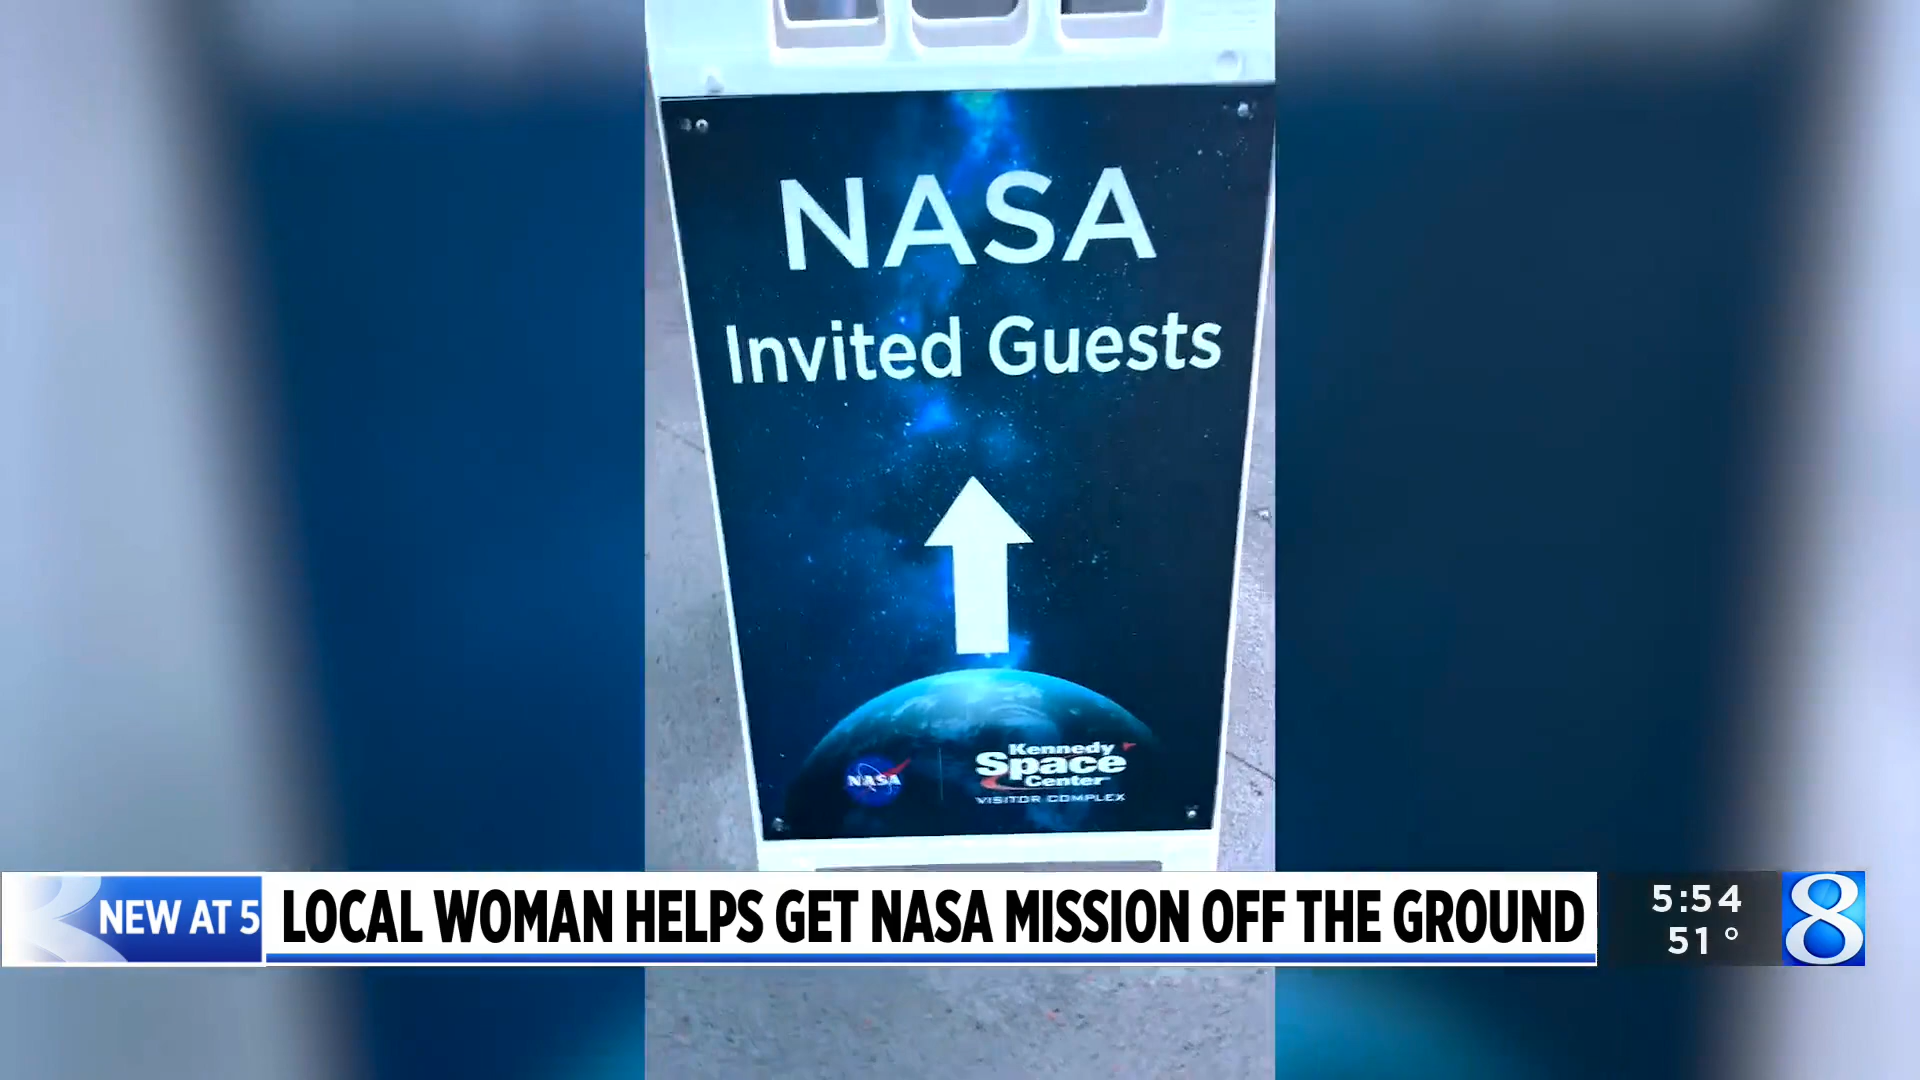 NASA
Invited Guests
NASA
Kennedy
Space
Center
VISITOR COMPLEX
NEW AT 5
LOCAL WOMAN HELPS GET NASA MISSION OFF THE GROUND
5:54
51°
8